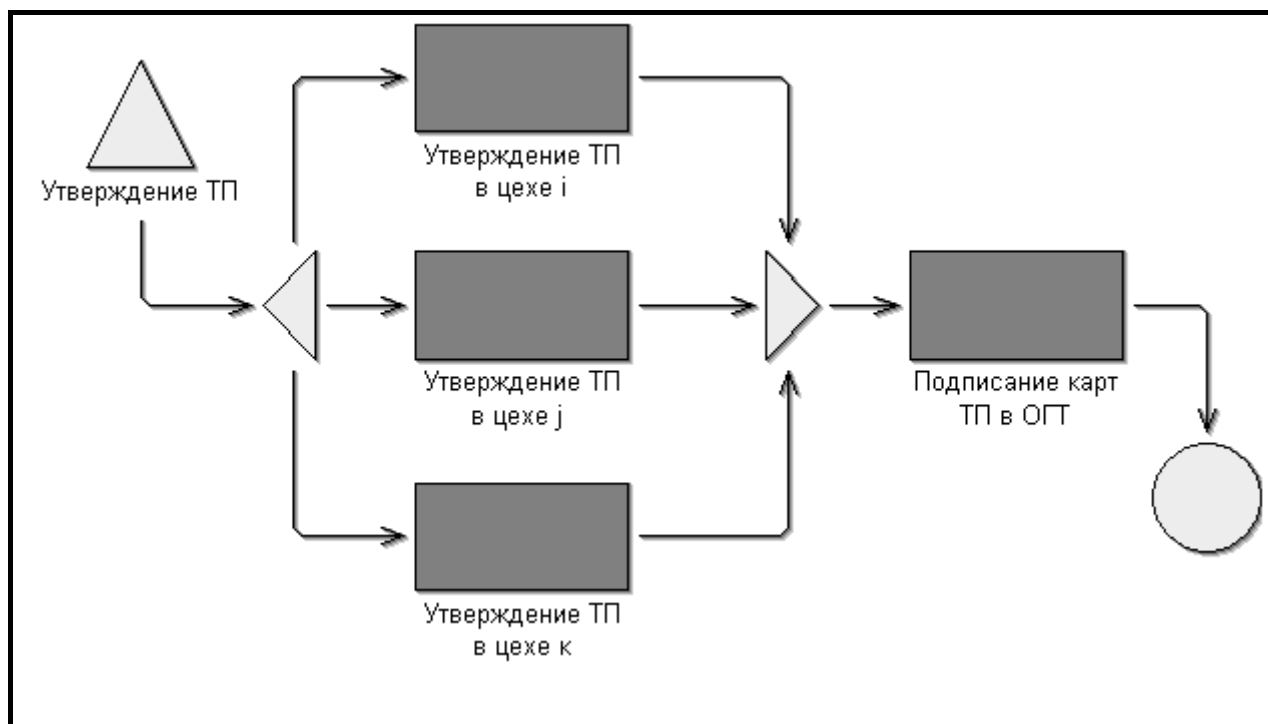 Утверждение ТП
Утверждение ТП
в цехе i
Утверждение ТП
в цехе j
Утверждение ТП
в цехе к
Подписание карт
ТП в ОГТ